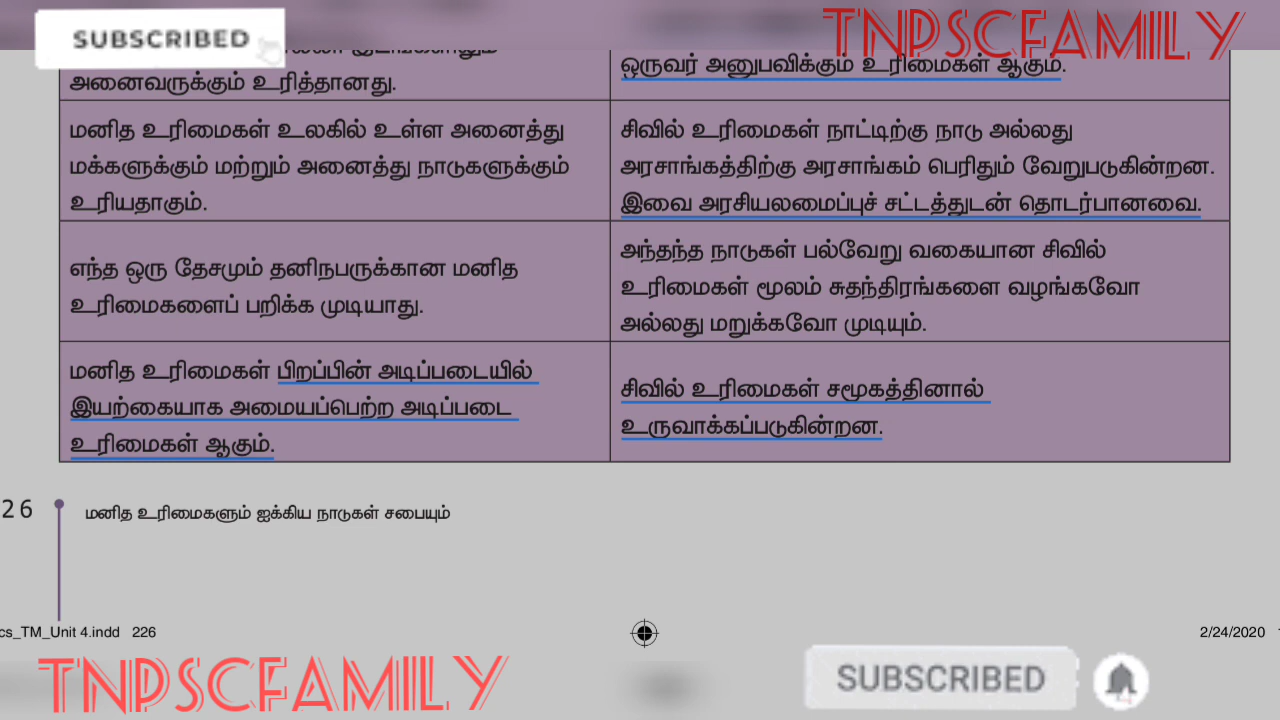 SUBSCRIBED
TNPSCFAMILY
அனைவருக்கும் உரித்தானது.
ஒருவர் அனுபவிக்கும் உரிமைகள் ஆகும்.
மனித உரிமைகள் உலகில் உள்ள அனைத்து
மக்களுக்கும் மற்றும் அனைத்து நாடுகளுக்கும்
உரியதாகும்.
சிவில் உரிமைகள் நாட்டிற்கு நாடு அல்லது
அரசாங்கத்திற்கு அரசாங்கம் பெரிதும் வேறுபடுகின்றன.
இவை அரசியலமைப்புச் சட்டத்துடன் தொடர்பானவை.
எந்த ஒரு தேசமும் தனிநபருக்கான மனித
உரிமைகளைப் பறிக்க முடியாது.
அந்தந்த நாடுகள் பல்வேறு வகையான சிவில்
உரிமைகள் மூலம் சுதந்திரங்களை வழங்கவோ
அல்லது மறுக்கவோ முடியும்.
மனித உரிமைகள் பிறப்பின் அடிப்படையில்
இயற்கையாக அமையப்பெற்ற அடிப்படை
உரிமைகள் ஆகும்.
சிவில் உரிமைகள் சமூகத்தினால்
உருவாக்கப்படுகின்றன.
26
மனித உரிமைகளும் ஐக்கிய நாடுகள் சபையும்
cs_TM_Unit 4.indd 226
2/24/2020
TNPSCFAMILY
SUBSCRIBED